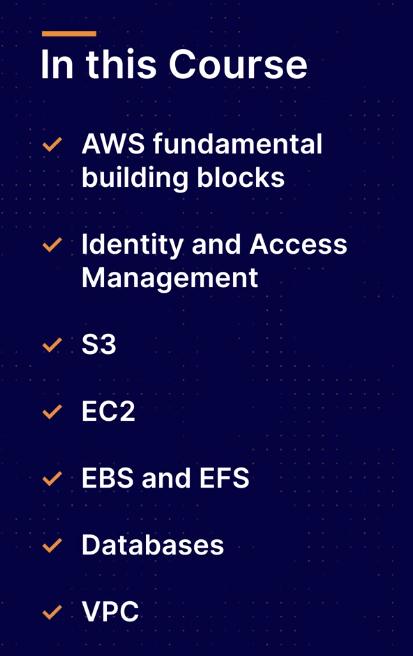 In this Course
AWS fundamental
building blocks
Identity and Access
Management
S3
EC2
EBS and EFS
Databases
VPC